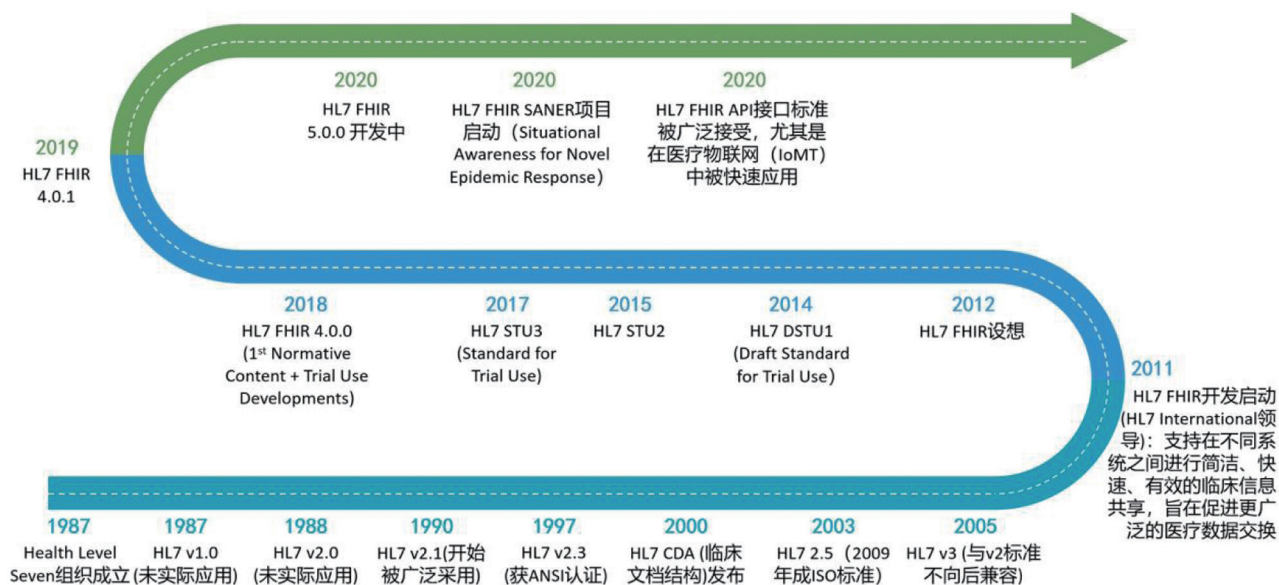 2020
HL7 FHIR
5.0.0 开发中
2020
HL7 FHIR SANER项目
启动（Situational
Awareness for Novel
Epidemic Response）
2020
HL7 FHIR API接口标准
被广泛接受，尤其是
在医疗物联网（IoMT）
中被快速应用
2019
HL7 FHIR
4.0.1
2018
HL7 FHIR 4.0.0
(1st Normative
Content + Trial Use
Developments)
2017
HL7 STU3
(Standard for
Trial Use)
2015
HL7 STU2
2014
HL7 DSTU1
(Draft Standard
for Trial Use)
2012
HL7 FHIR设想
2011
HL7 FHIR开发启动
(HL7 International领
导)：支持在不同系
统之间进行简洁、快
速、有效的临床信息
共享，旨在促进更广
泛的医疗数据交换
1987
Health Level
Seven组织成立
1987
HL7 v1.0
(未实际应用)
1988
HL7 v2.0
(未实际应用)
1990
HL7 v2.1(开始
被广泛采用)
1997
HL7 v2.3
(获ANSI认证)
2000
HL7 CDA (临床
文档结构)发布
2003
HL7 2.5（2009
年成ISO标准）
2005
HL7 v3 (与v2标准
不向后兼容)